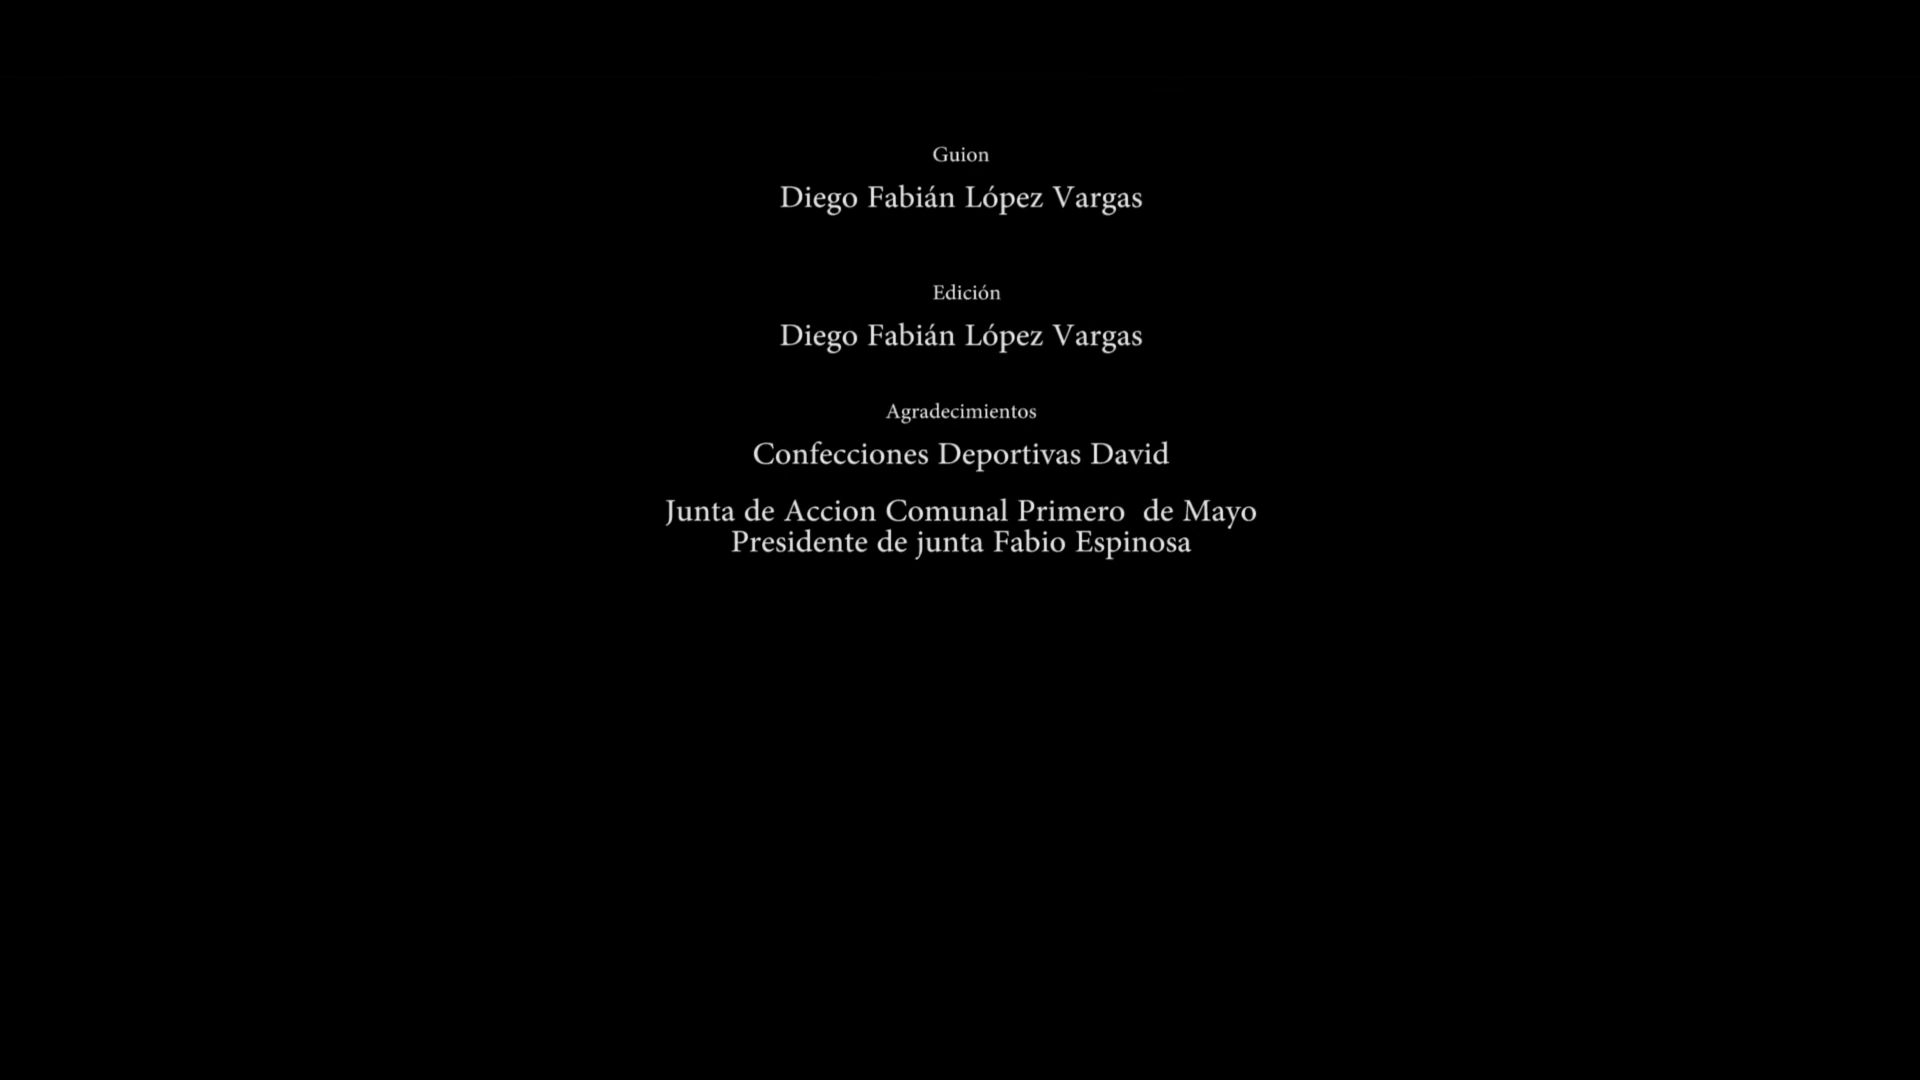 Guion
Diego Fabián López Vargas
Edición
Diego Fabián López Vargas
Agradecimientos
Confecciones Deportivas David
Junta de Accion Comunal Primero  de Mayo
Presidente de junta Fabio Espinosa